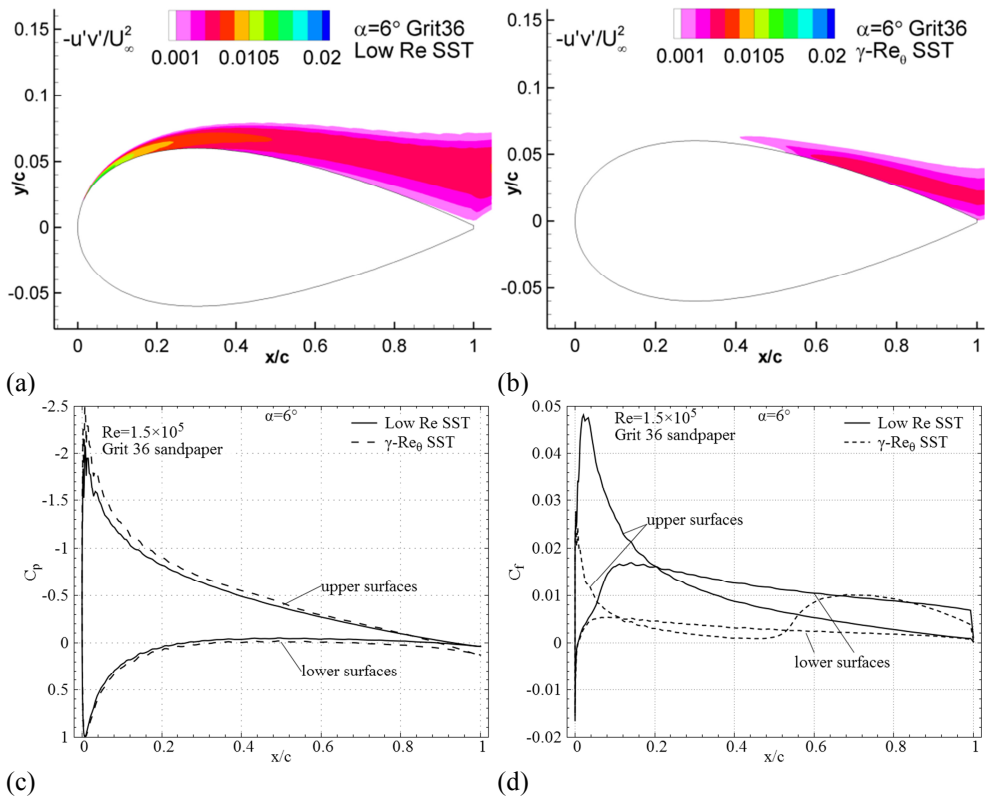 0.15
-u'v'/U²∞
0.001 0.0105 0.02
α=6° Grit36
Low Re SST
0.1
0.05
0
-0.05
y/c
0 0.2 0.4 0.6 0.8 1
x/c
(a)
0.15
-u'v'/U²∞
0.001 0.0105 0.02
α=6° Grit36
γ-Reθ SST
0.1
0.05
0
-0.05
y/c
0 0.2 0.4 0.6 0.8 1
x/c
(b)
α=6°
Re=1.5×10⁵
Grit 36 sandpaper
Low Re SST
γ-Reθ SST
upper surfaces
lower surfaces
-2.5
-2
-1.5
-1
-0.5
0
0.5
1
Cp
0 0.2 0.4 0.6 0.8 1
x/c
(c)
Re=1.5×10⁵
Grit 36 sandpaper
α=6°
Low Re SST
γ-Reθ SST
upper surfaces
lower surfaces
0.05
0.04
0.03
0.02
0.01
0
-0.01
-0.02
Cf
0 0.2 0.4 0.6 0.8 1
x/c
(d)